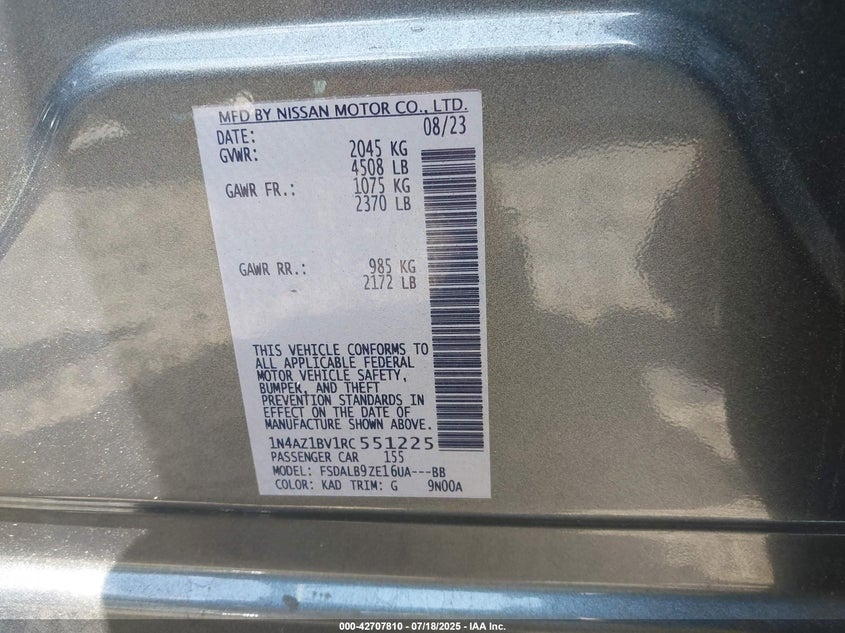 MFD BY NISSAN MOTOR CO., LTD.
DATE: 08/23
GVWR: 2045 KG
4508 LB
GAWR FR.: 1075 KG
2370 LB
GAWR RR.: 985 KG
2172 LB
THIS VEHICLE CONFORMS TO
ALL APPLICABLE FEDERAL
MOTOR VEHICLE SAFETY,
BUMPER, AND THEFT
PREVENTION STANDARDS IN
EFFECT ON THE DATE OF
MANUFACTURE SHOWN ABOVE.
1N4AZ1BV1RC551225
PASSENGER CAR 155
MODEL: FSDALB9ZE16UA---BB
COLOR: KAD TRIM: G 9N00A
000-42707810 - 07/18/2025 - IAA Inc.